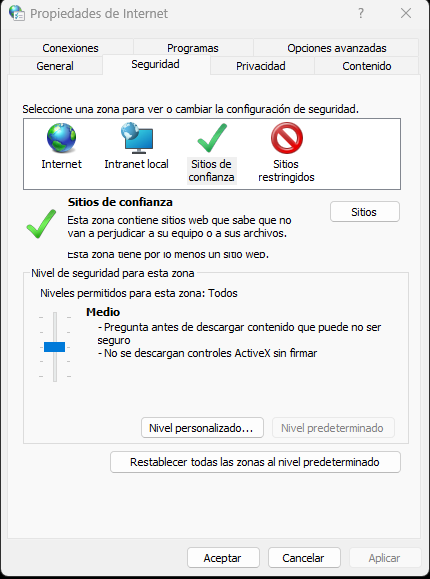 Propiedades de Internet
Conexiones Programas Opciones avanzadas
General Seguridad Privacidad Contenido
Seleccione una zona para ver o cambiar la configuración de seguridad.
Internet Intranet local Sitios de confianza Sitios restringidos
Sitios de confianza
Sitios
Esta zona contiene sitios web que sabe que no
van a perjudicar a su equipo o a sus archivos.
Esta zona tiene por lo menos un sitio web.
Nivel de seguridad para esta zona
Niveles permitidos para esta zona: Todos
Medio
- Pregunta antes de descargar contenido que puede no ser
seguro
- No se descargan controles ActiveX sin firmar
Nivel personalizado... Nivel predeterminado
Restablecer todas las zonas al nivel predeterminado
Aceptar Cancelar Aplicar